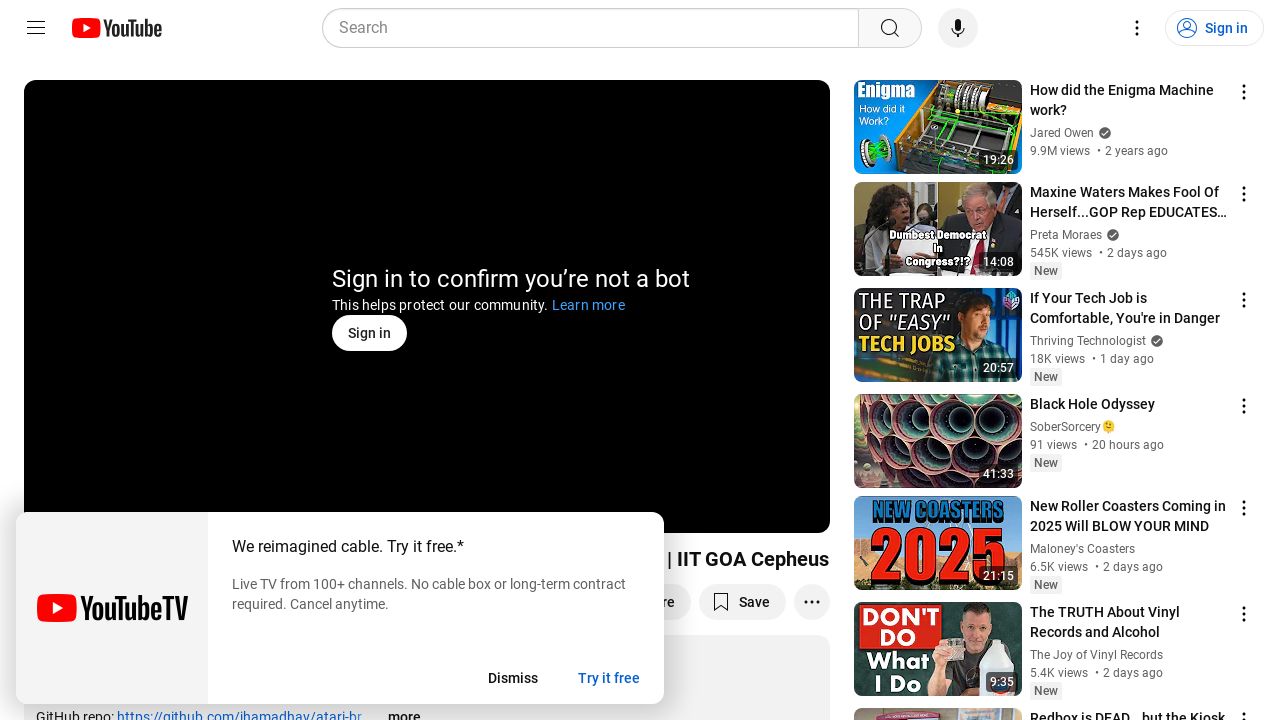 YouTube
Search
Sign in
Sign in to confirm you’re not a bot
This helps protect our community. Learn more
Sign in
We reimagined cable. Try it free.*
Live TV from 100+ channels. No cable box or long-term contract
required. Cancel anytime.
YouTubeTV
Dismiss
Try it free
| IIT GOA Cepheus
re
Save
GitHub repo: https://github.com/jhamadhav/atari-br
...more
Enigma
How did it
Work?
19:26
How did the Enigma Machine
work?
Jared Owen
9.9M views • 2 years ago
Dumbest Democrat
In
Congress?!?
14:08
Maxine Waters Makes Fool Of
Herself...GOP Rep EDUCATES…
Preta Moraes
545K views • 2 days ago
New
THE TRAP
OF "EASY"
TECH JOBS
20:57
If Your Tech Job is
Comfortable, You're in Danger
Thriving Technologist
18K views • 1 day ago
New
41:33
Black Hole Odyssey
SoberSorcery🫠
91 views • 20 hours ago
New
NEW COASTERS
2025
21:15
New Roller Coasters Coming in
2025 Will BLOW YOUR MIND
Maloney's Coasters
6.5K views • 2 days ago
New
DON'T
DO
What
I Do
9:35
The TRUTH About Vinyl
Records and Alcohol
The Joy of Vinyl Records
5.4K views • 2 days ago
New
Redbox is DEAD...but the Kiosk